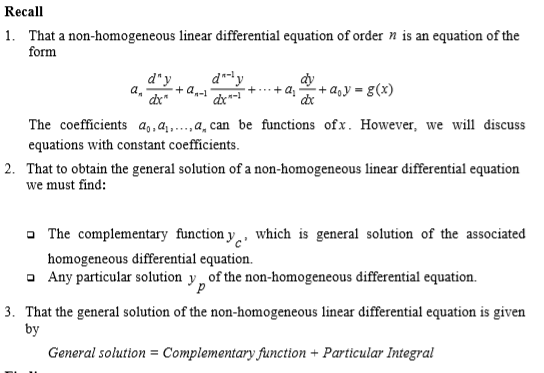 Recall
1. That a non-homogeneous linear differential equation of order n is an equation of the
form
aₙ dⁿy/dxⁿ + aₙ₋₁ dⁿ⁻¹y/dxⁿ⁻¹ + ··· + a₁ dy/dx + a₀y = g(x)
The coefficients a₀, a₁, ..., aₙ can be functions of x. However, we will discuss
equations with constant coefficients.
2. That to obtain the general solution of a non-homogeneous linear differential equation
we must find:
❑ The complementary function y_c, which is general solution of the associated
homogeneous differential equation.
❑ Any particular solution y_p of the non-homogeneous differential equation.
3. That the general solution of the non-homogeneous linear differential equation is given
by
General solution = Complementary function + Particular Integral